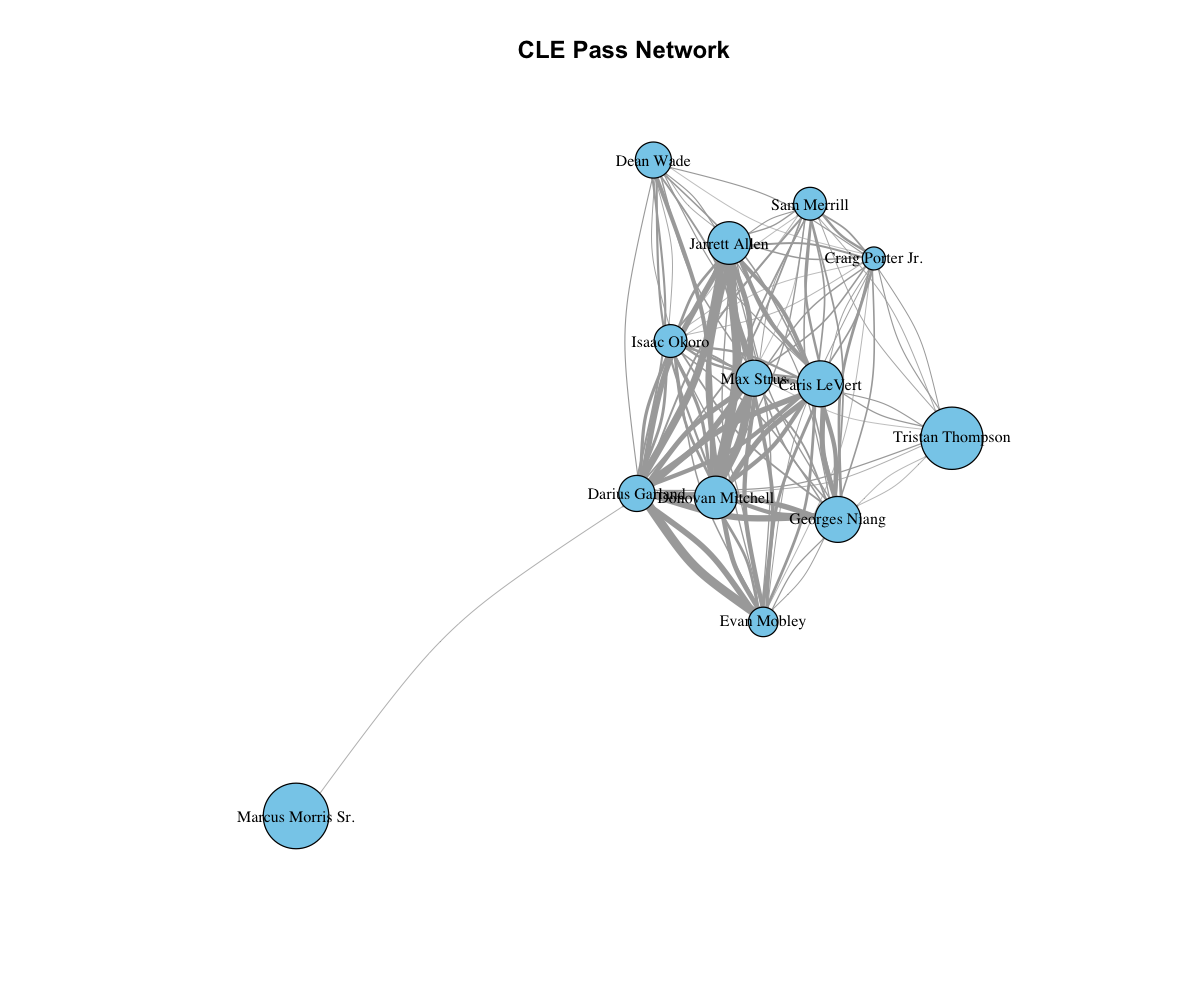 CLE Pass Network
Dean Wade
Sam Merrill
Jarrett Allen
Craig Porter Jr.
Isaac Okoro
Max Strus
Caris LeVert
Tristan Thompson
Darius Garland
Donovan Mitchell
Georges Niang
Evan Mobley
Marcus Morris Sr.